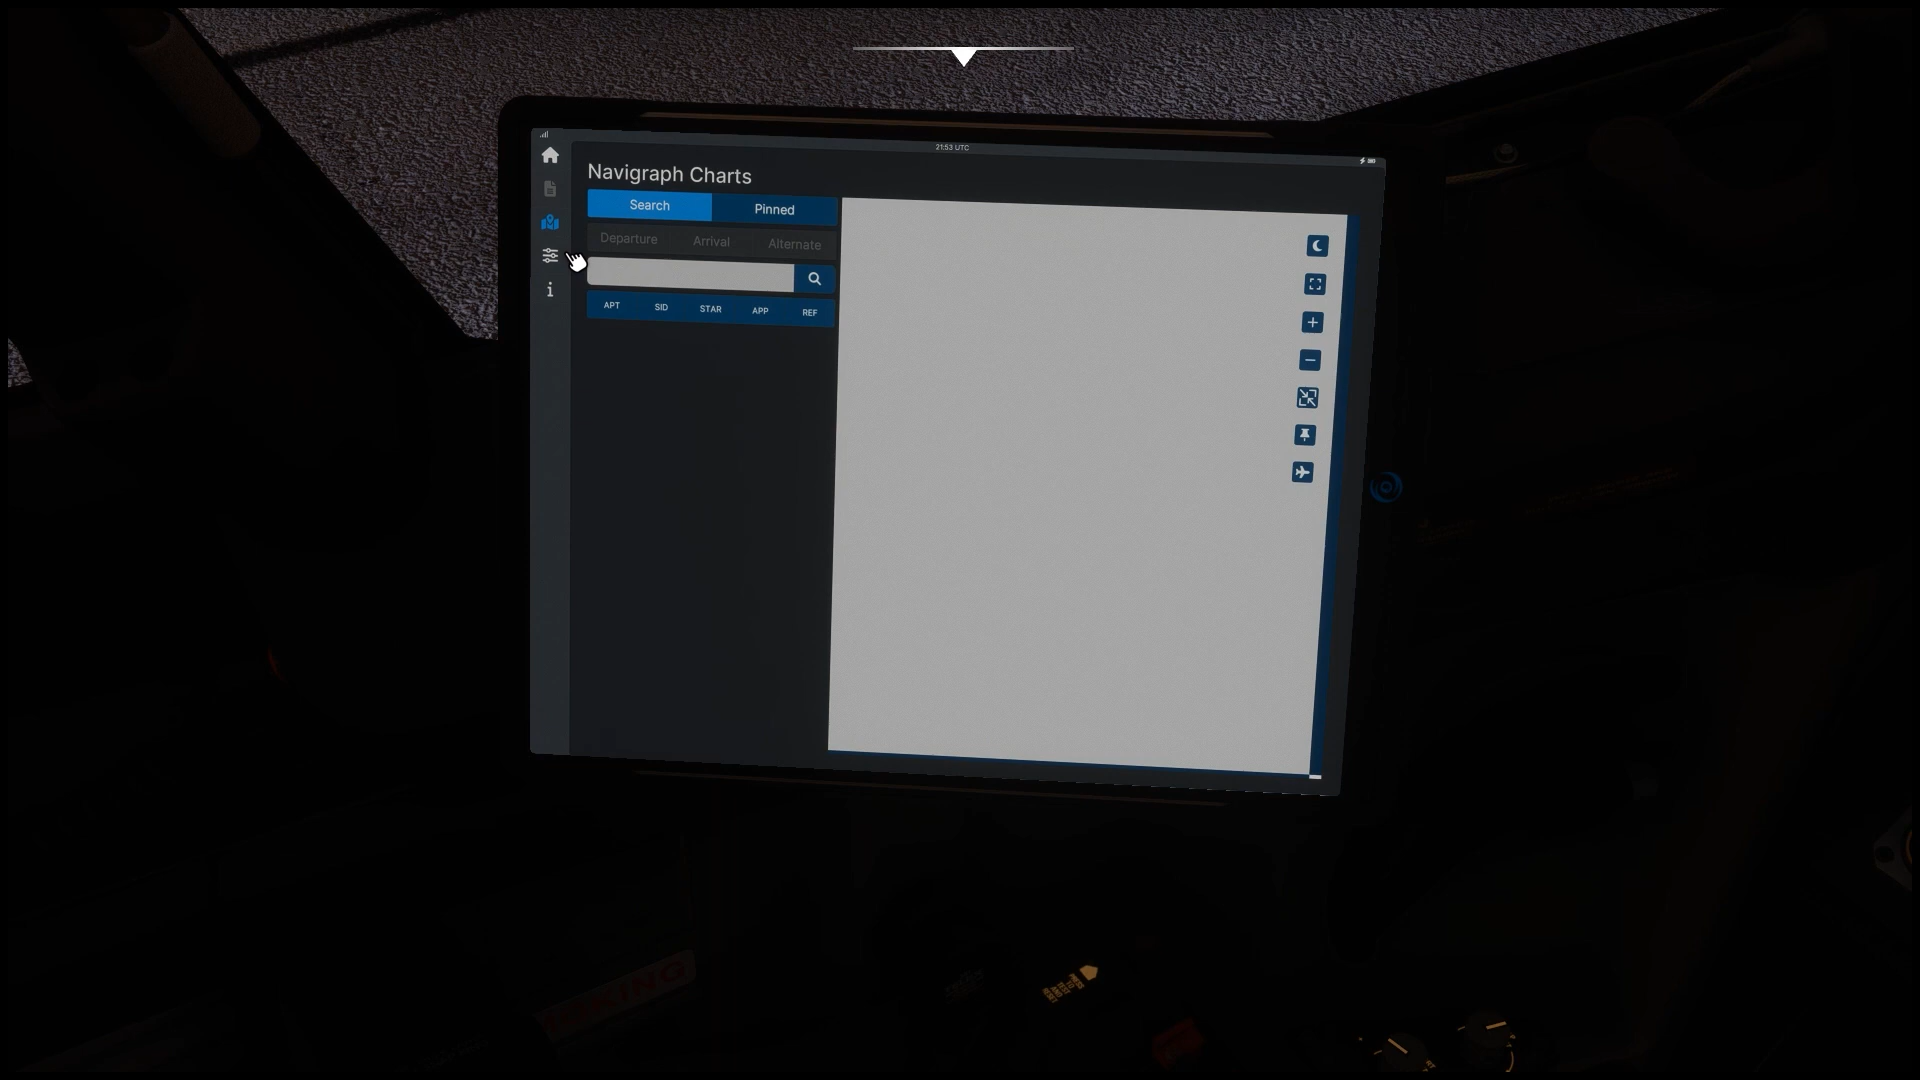 21:53 UTC
Navigraph Charts
Search Pinned
Departure Arrival Alternate
APT SID STAR APP REF